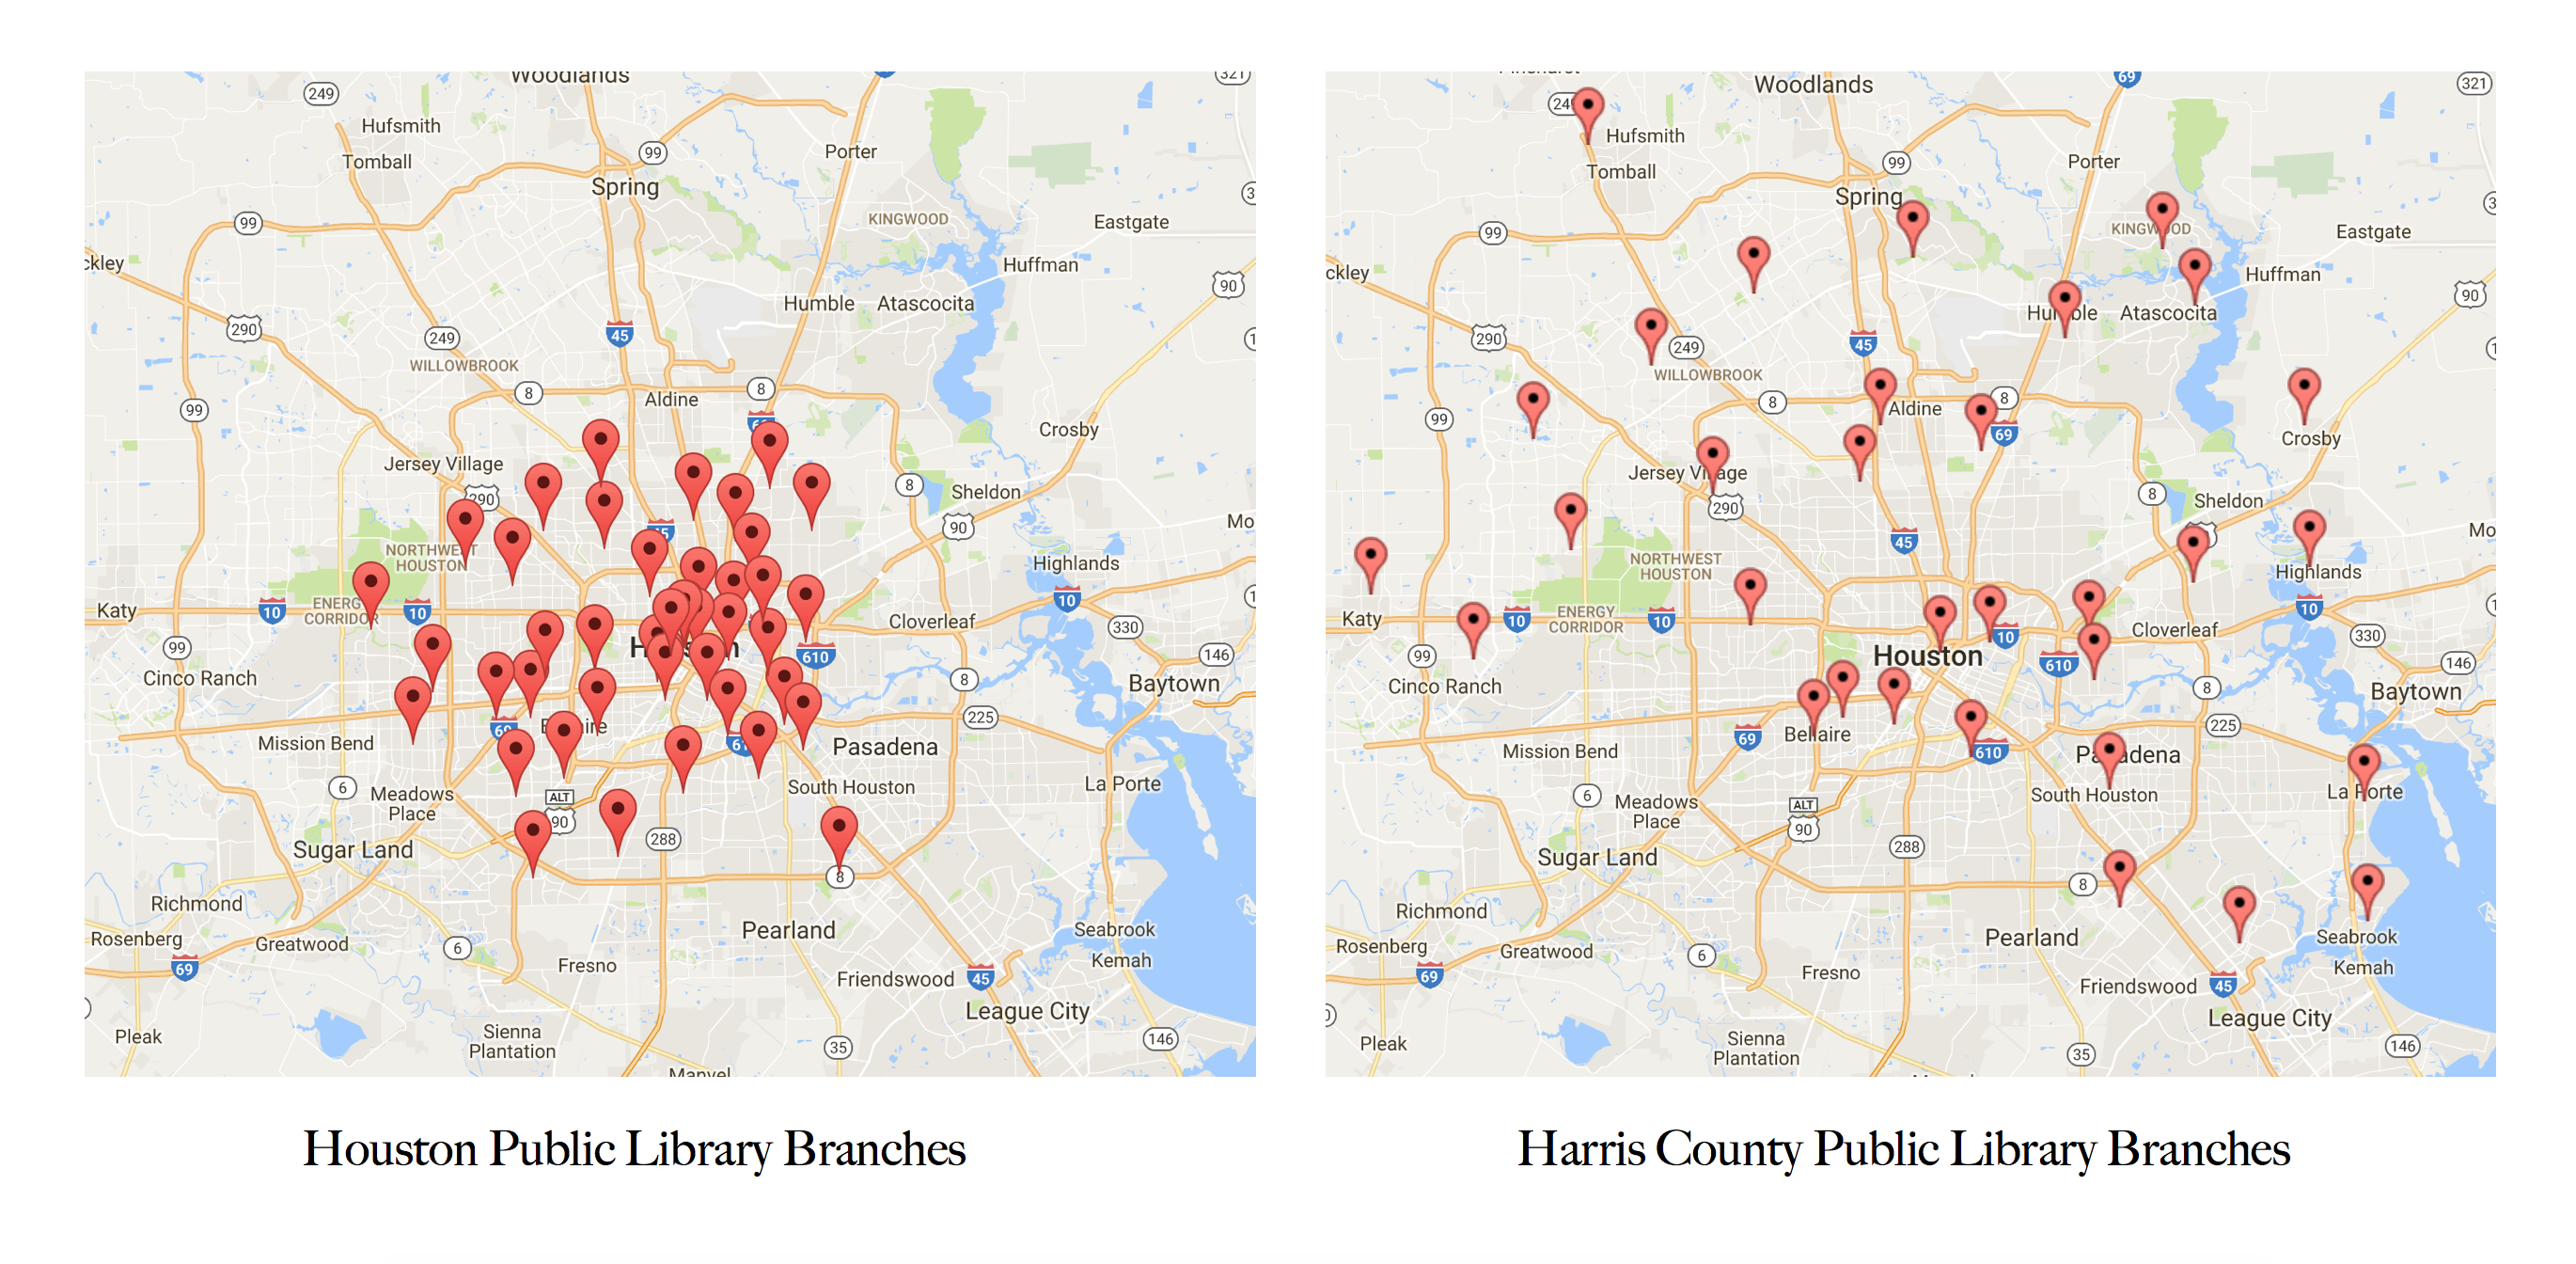 Woodlands
321
249
Hufsmith
Tomball
99
Porter
Spring
3
99
KINGWOOD
Eastgate
ckley
Huffman
90
Humble
Atascocita
290
45
249
1
WILLOWBROOK
8
8
Aldine
99
Crosby
Jersey Village
290
8
Sheldon
90
Mo
NORTHWEST
HOUSTON
Highlands
10
ENERGY
CORRIDOR
10
Katy
10
1
Cloverleaf
330
99
610
146
Cinco Ranch
8
Baytown
225
69
Mission Bend
Pasadena
6
Meadows
Place
ALT
90
South Houston
La Porte
288
Sugar Land
8
Richmond
Pearland
Seabrook
Rosenberg
Greatwood
6
Kemah
69
Fresno
Friendswood
45
League City
Pleak
Sienna
Plantation
35
146
Manvel
Woodlands
69
321
Hufsmith
Tomball
99
Porter
Spring
3
99
KINGWOOD
Eastgate
ckley
Huffman
90
Humble
Atascocita
290
45
249
WILLOWBROOK
8
8
Aldine
69
99
Crosby
Jersey Village
290
8
Sheldon
45
Mo
NORTHWEST
HOUSTON
Highlands
10
ENERGY
CORRIDOR
Katy
10
10
10
Cloverleaf
330
99
Houston
610
146
Cinco Ranch
8
Baytown
225
69
Bellaire
610
Mission Bend
Pasadena
6
Meadows
Place
ALT
90
South Houston
La Porte
288
Sugar Land
8
Richmond
Pearland
Seabrook
Rosenberg
Greatwood
6
Kemah
69
Fresno
Friendswood
45
League City
Pleak
Sienna
Plantation
35
146
Houston Public Library Branches
Harris County Public Library Branches